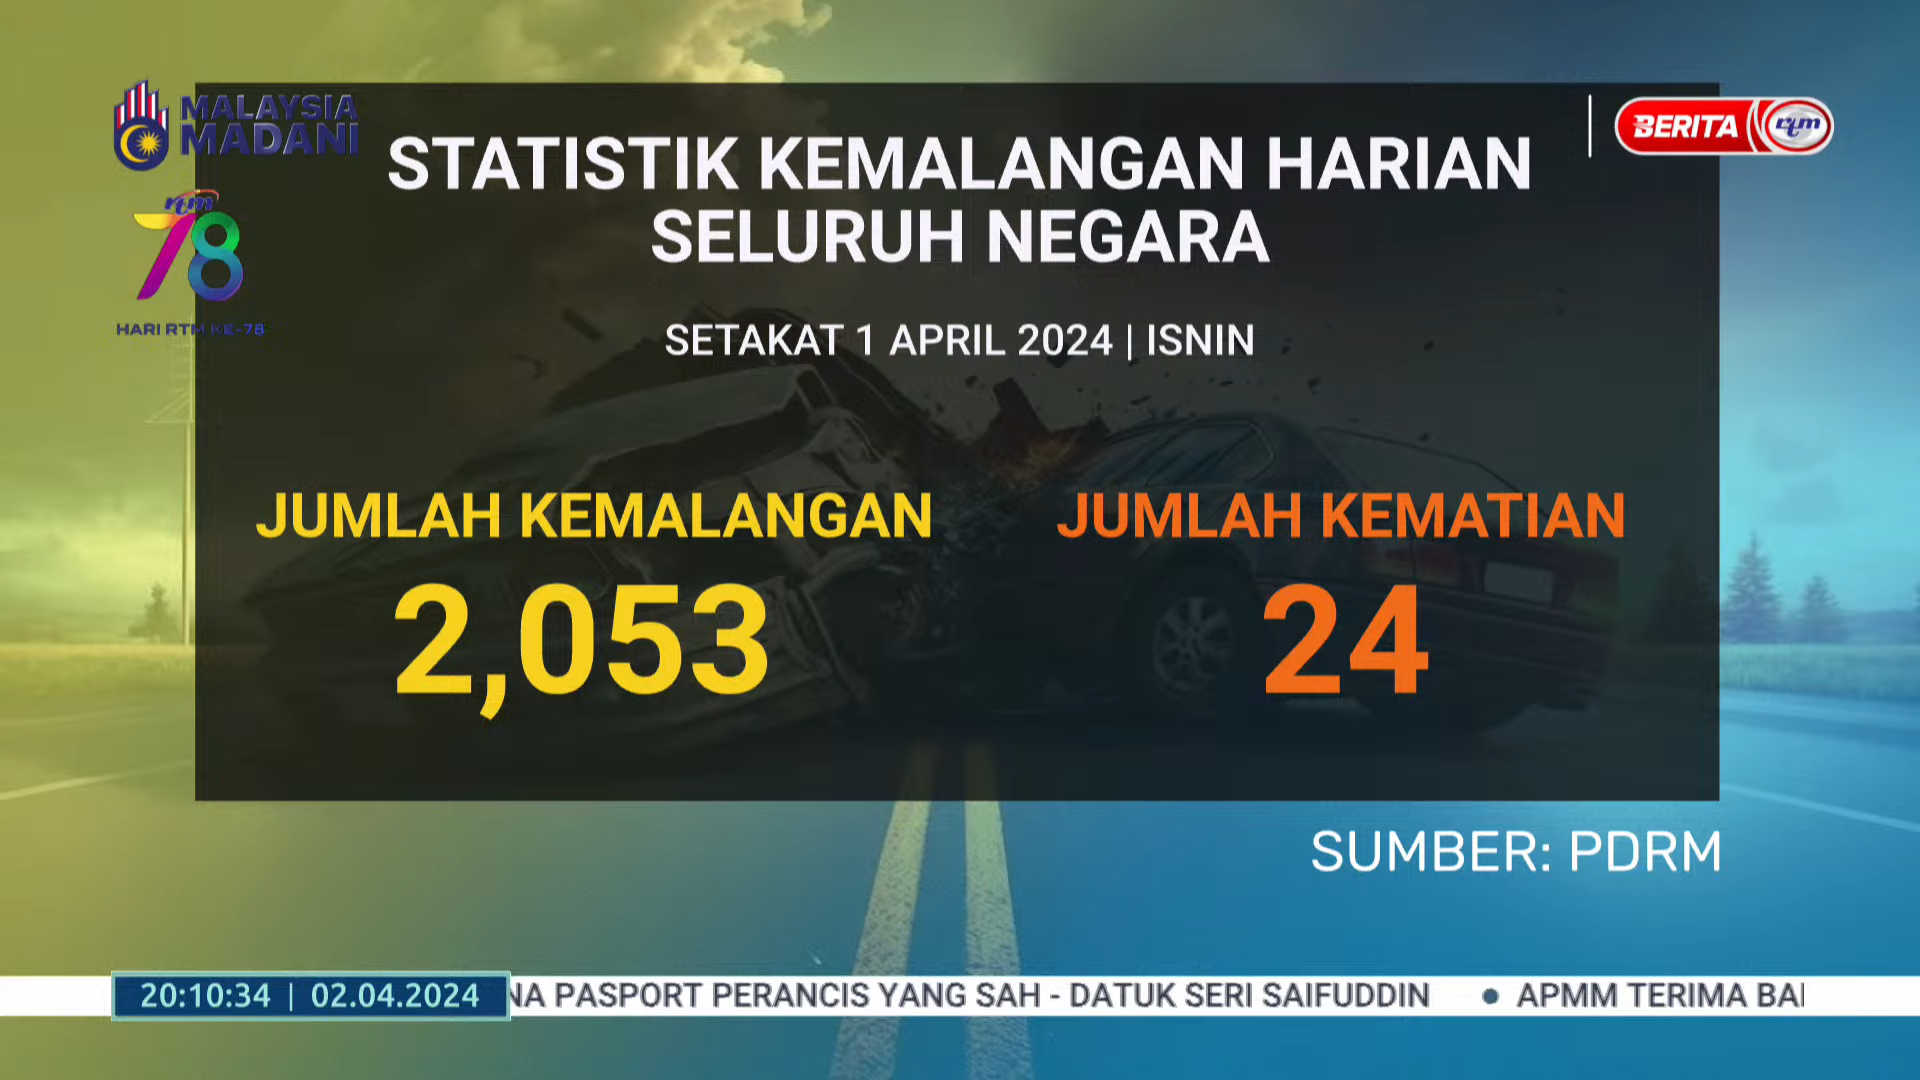 MALAYSIA
MADANI
rtm
78
HARI RTM KE-78
BERITA rtm
STATISTIK KEMALANGAN HARIAN
SELURUH NEGARA
SETAKAT 1 APRIL 2024 | ISNIN
JUMLAH KEMALANGAN
2,053
JUMLAH KEMATIAN
24
SUMBER: PDRM
20:10:34 | 02.04.2024
PASPORT PERANCIS YANG SAH - DATUK SERI SAIFUDDIN • APMM TERIMA